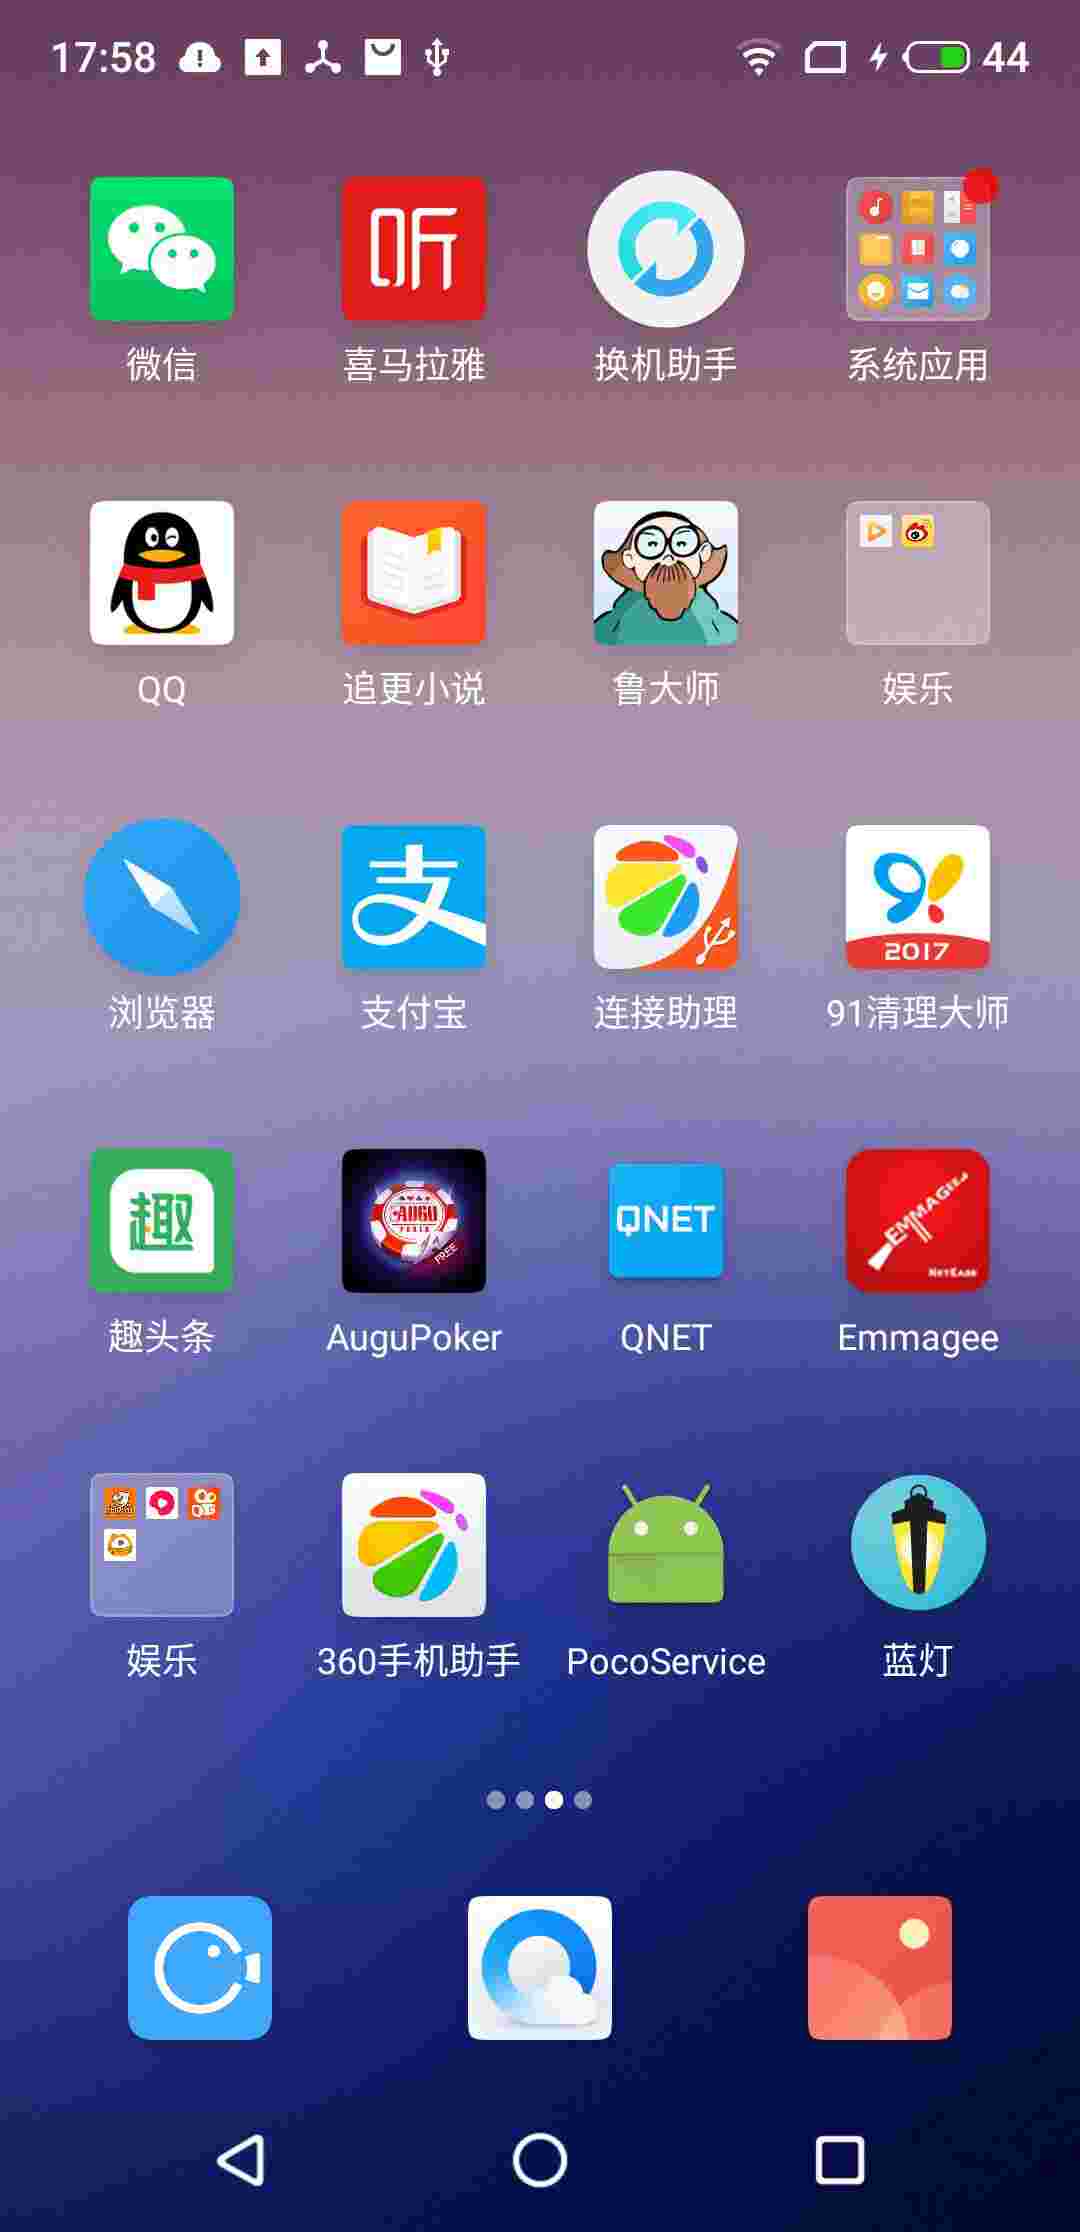 17:58 44
听
微信 喜马拉雅 换机助手 系统应用
QQ 追更小说 鲁大师 娱乐
支
2017
浏览器 支付宝 连接助理 91清理大师
趣 AUGU POKER FREE QNET EMMAGEE NETEASE
趣头条 AuguPoker QNET Emmagee
娱乐 360手机助手 PocoService 蓝灯